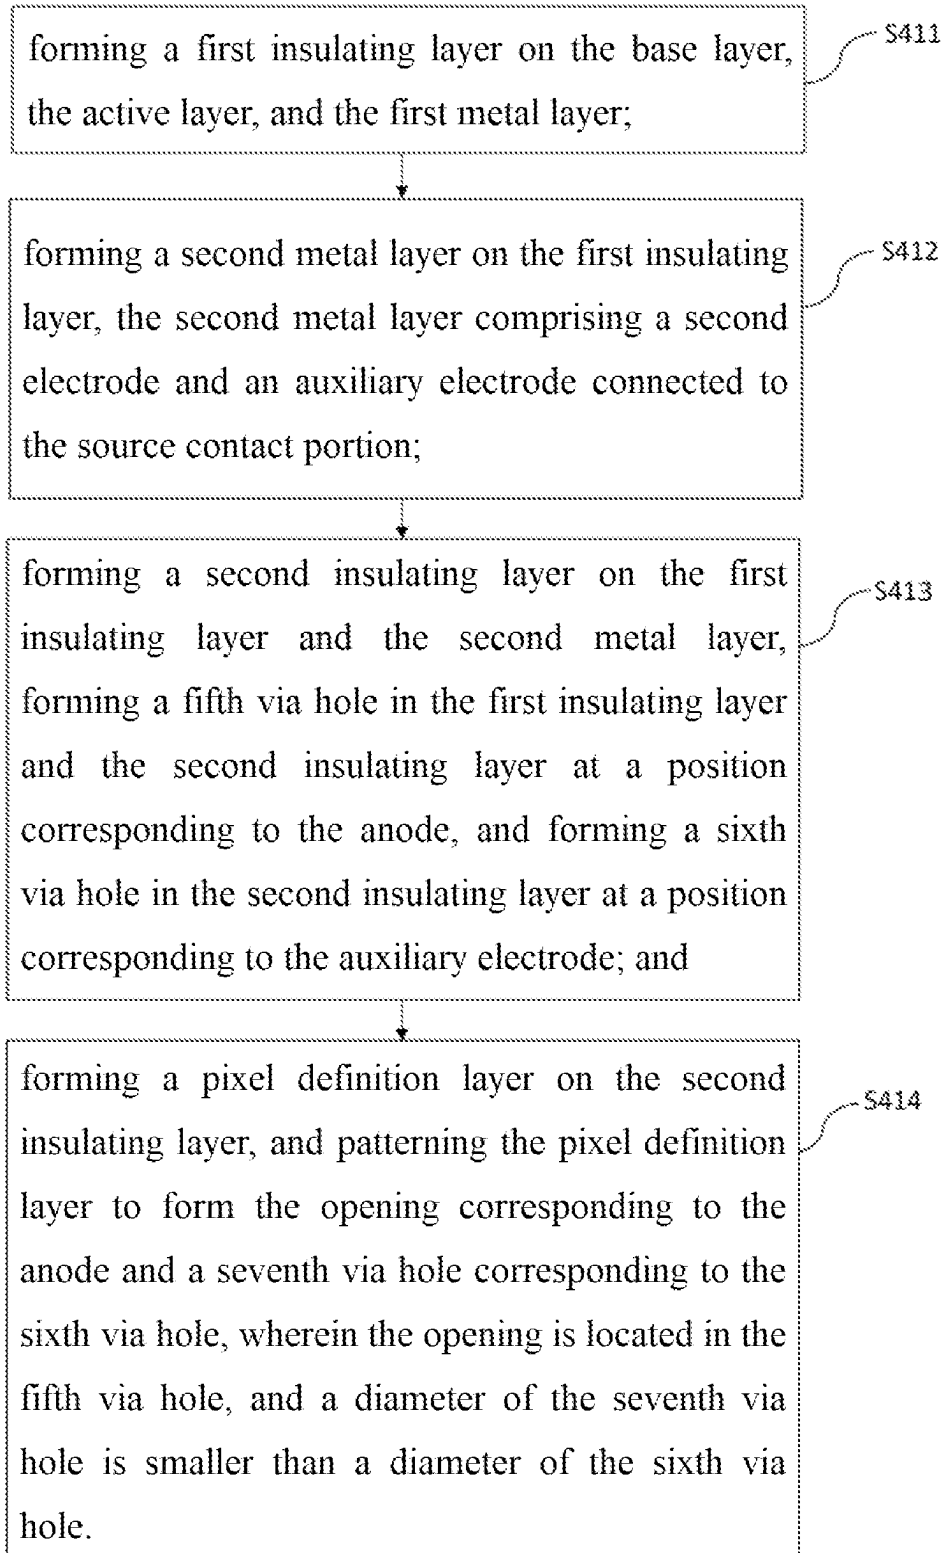 forming a first insulating layer on the base layer,
the active layer, and the first metal layer;
S411
forming a second metal layer on the first insulating
layer, the second metal layer comprising a second
electrode and an auxiliary electrode connected to
the source contact portion;
S412
forming a second insulating layer on the first
insulating layer and the second metal layer,
forming a fifth via hole in the first insulating layer
and the second insulating layer at a position
corresponding to the anode, and forming a sixth
via hole in the second insulating layer at a position
corresponding to the auxiliary electrode; and
S413
forming a pixel definition layer on the second
insulating layer, and patterning the pixel definition
layer to form the opening corresponding to the
anode and a seventh via hole corresponding to the
sixth via hole, wherein the opening is located in the
fifth via hole, and a diameter of the seventh via
hole is smaller than a diameter of the sixth via
hole.
S414